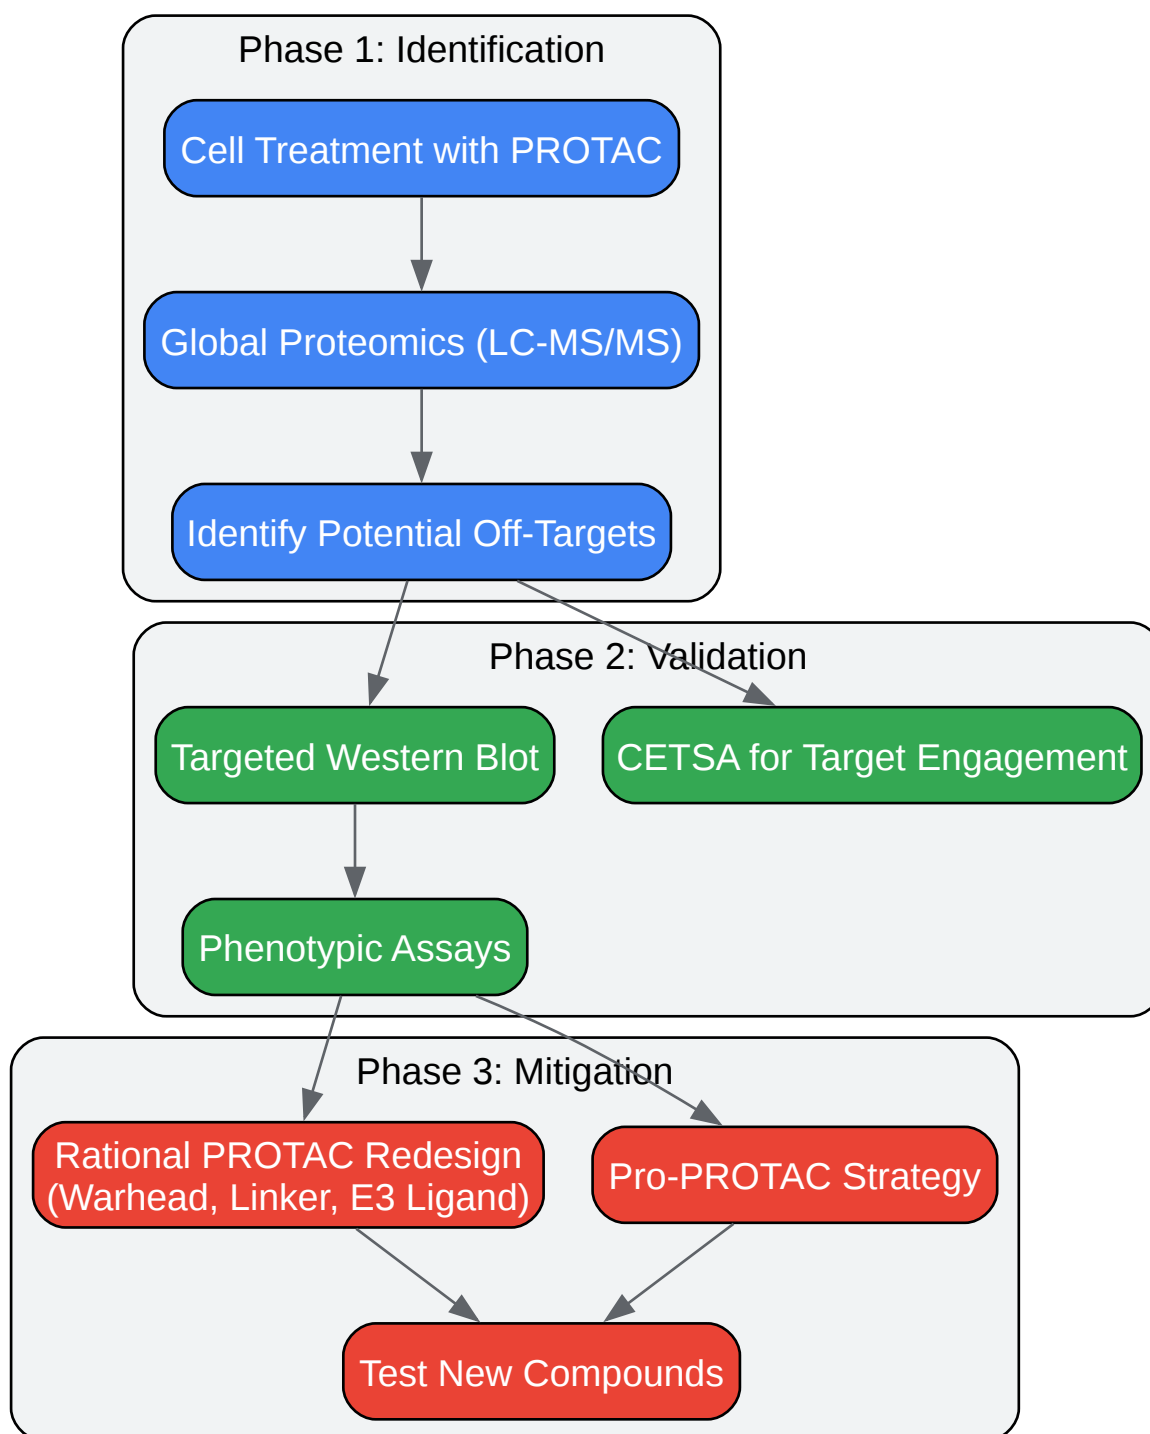 Phase 1: Identification
Cell Treatment with PROTAC
Global Proteomics (LC-MS/MS)
Identify Potential Off-Targets
Phase 2: Validation
Targeted Western Blot
CETSA for Target Engagement
Phenotypic Assays
Phase 3: Mitigation
Rational PROTAC Redesign
(Warhead, Linker, E3 Ligand)
Pro-PROTAC Strategy
Test New Compounds